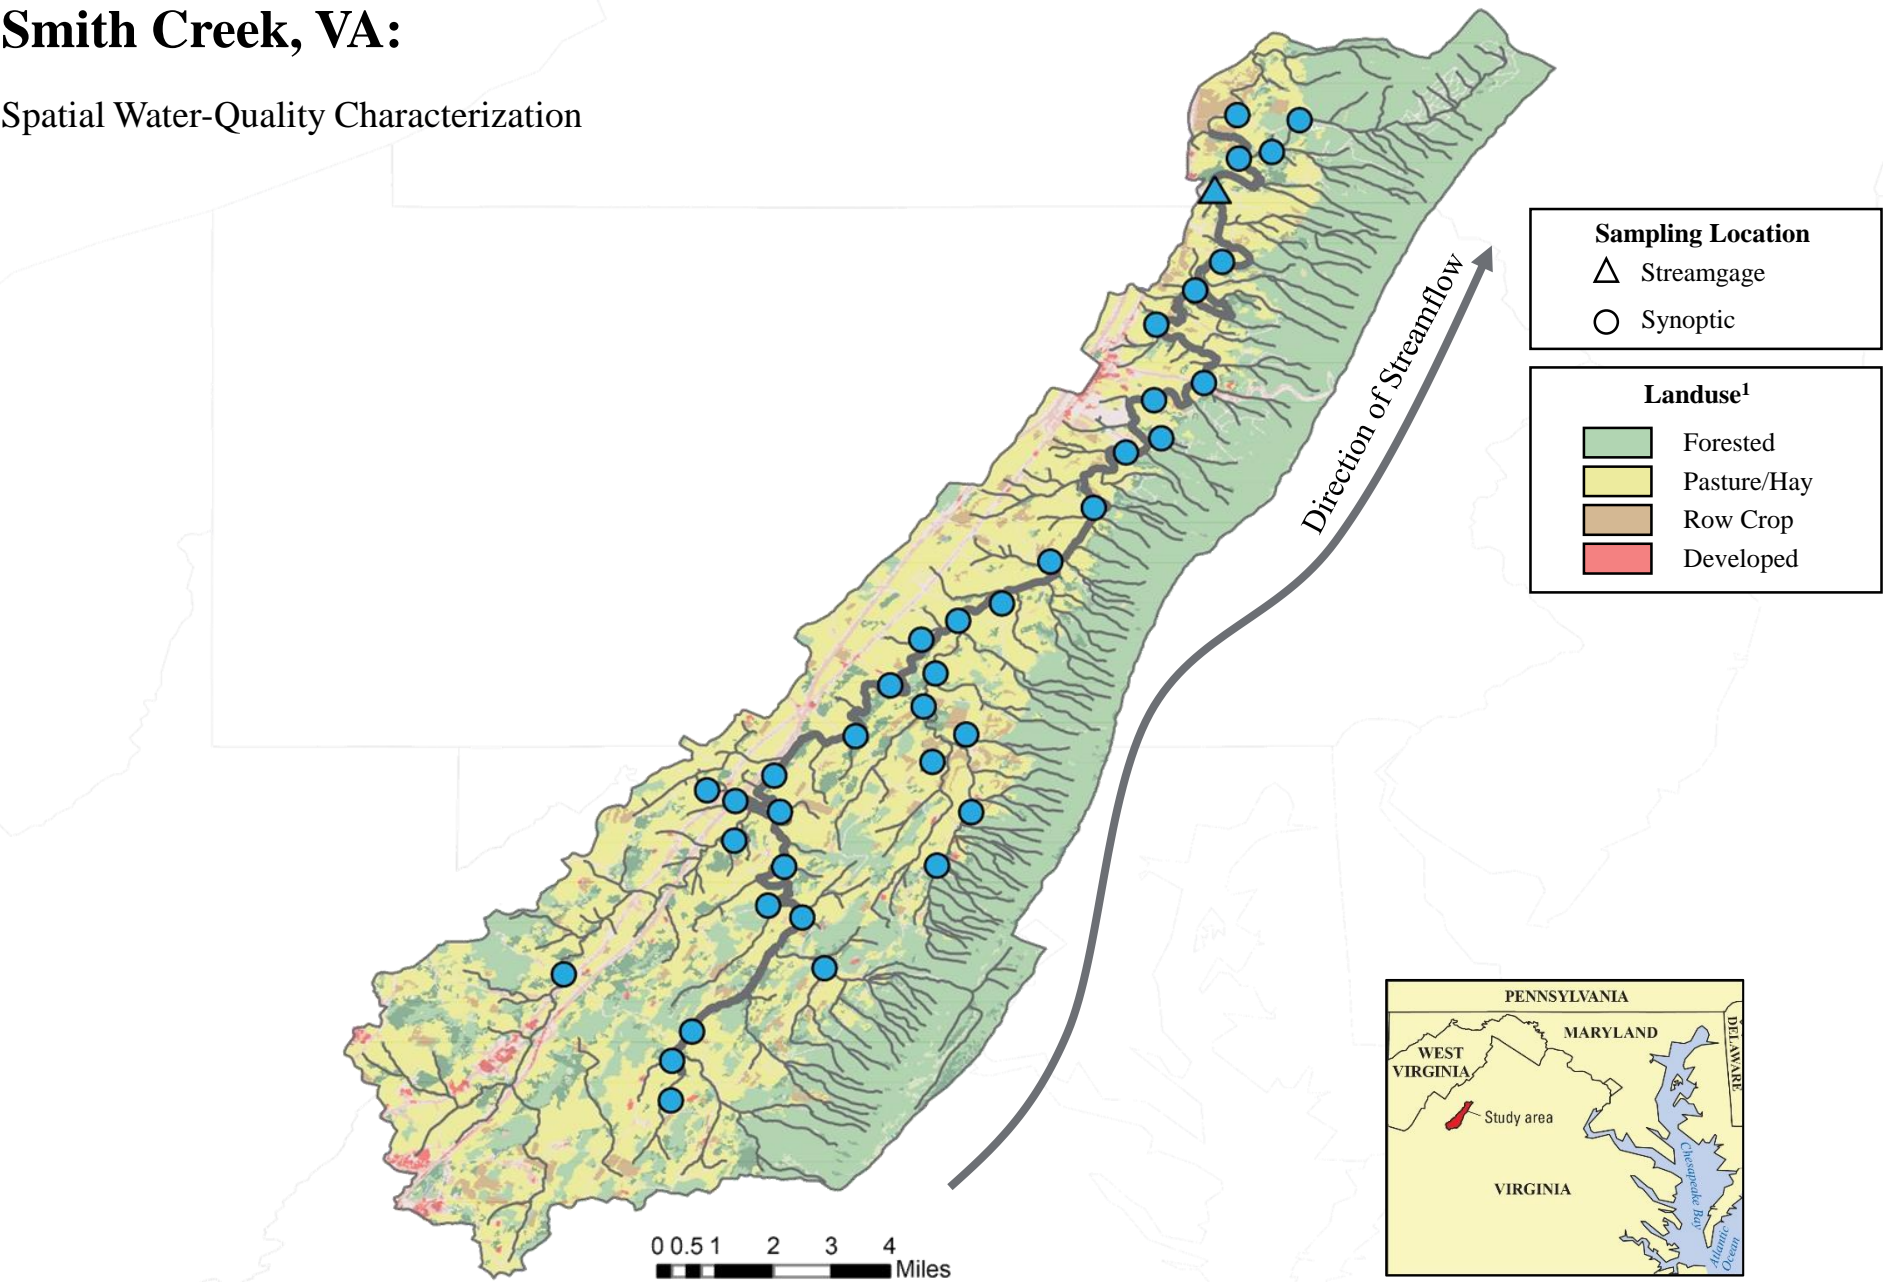 Smith Creek, VA:
Spatial Water-Quality Characterization
Direction of Streamflow
Sampling Location
Streamgage
Synoptic
Landuse1
Forested
Pasture/Hay
Row Crop
Developed
PENNSYLVANIA
MARYLAND
DELAWARE
WEST
VIRGINIA
Study area
VIRGINIA
Chesapeake Bay
Atlantic
Ocean
0 0.5 1 2 3 4
Miles